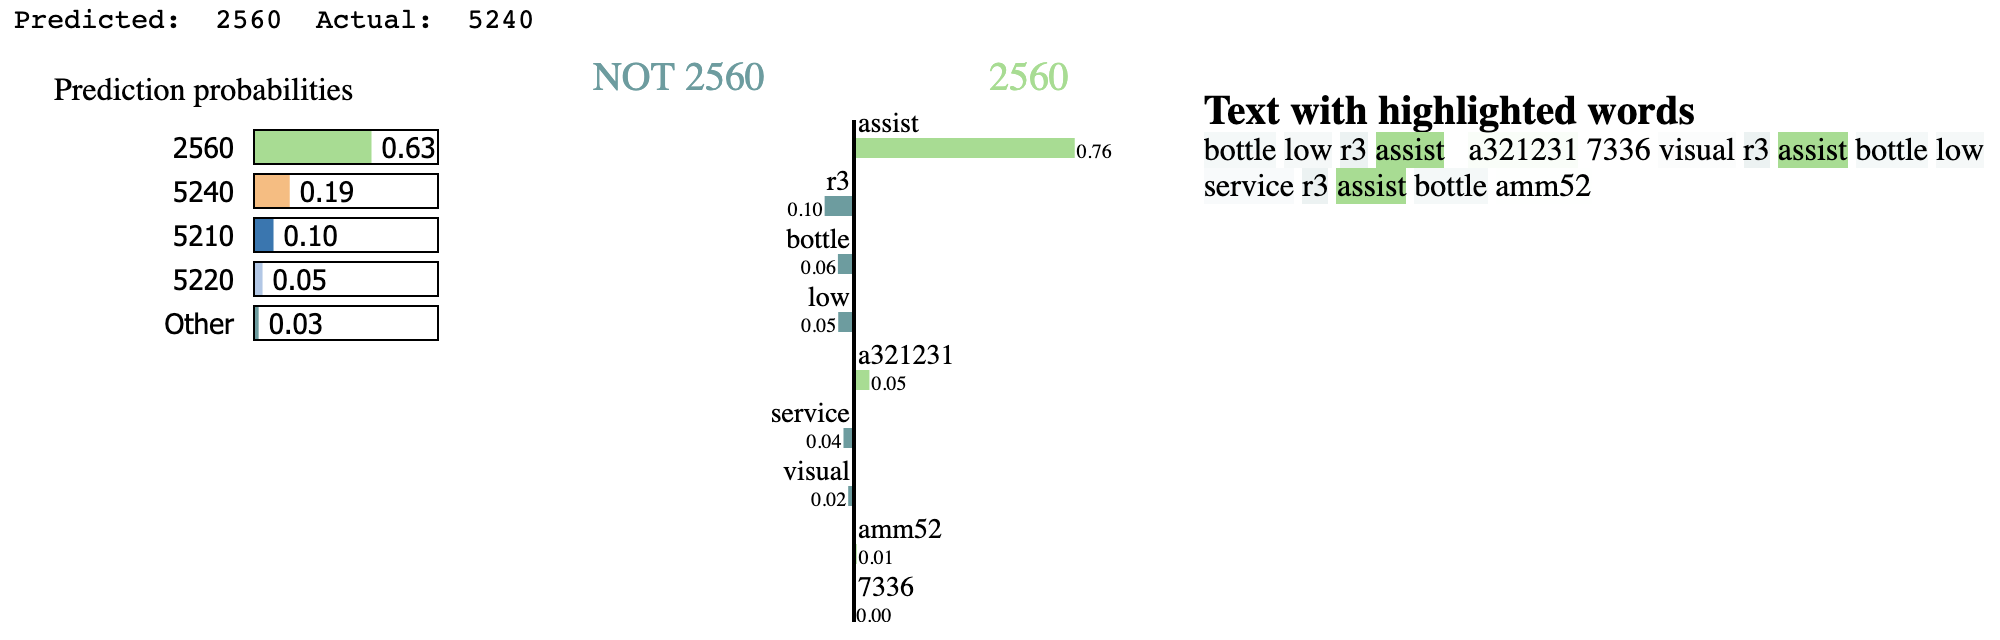 Predicted:  2560  Actual:  5240
Prediction probabilities
2560 0.63
5240 0.19
5210 0.10
5220 0.05
Other 0.03
NOT 2560 2560
assist
0.76
r3
0.10
bottle
0.06
low
0.05
a321231
0.05
service
0.04
visual
0.02
amm52
0.01
7336
0.00
Text with highlighted words
bottle low r3 assist   a321231 7336 visual r3 assist bottle low
service r3 assist bottle amm52